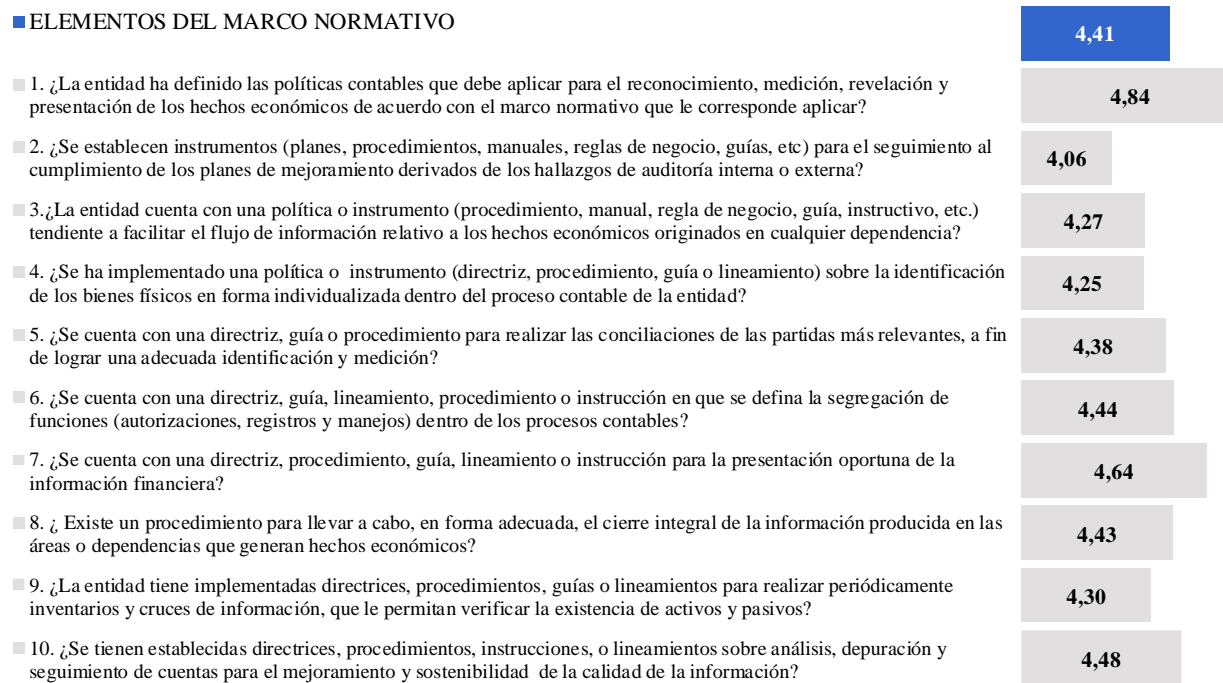 ELEMENTOS DEL MARCO NORMATIVO
4,41
1. ¿La entidad ha definido las políticas contables que debe aplicar para el reconocimiento, medición, revelación y
presentación de los hechos económicos de acuerdo con el marco normativo que le corresponde aplicar?
4,84
2. ¿Se establecen instrumentos (planes, procedimientos, manuales, reglas de negocio, guías, etc) para el seguimiento al
cumplimiento de los planes de mejoramiento derivados de los hallazgos de auditoría interna o externa?
4,06
3.¿La entidad cuenta con una política o instrumento (procedimiento, manual, regla de negocio, guía, instructivo, etc.)
tendiente a facilitar el flujo de información relativo a los hechos económicos originados en cualquier dependencia?
4,27
4. ¿Se ha implementado una política o instrumento (directriz, procedimiento, guía o lineamiento) sobre la identificación
de los bienes físicos en forma individualizada dentro del proceso contable de la entidad?
4,25
5. ¿Se cuenta con una directriz, guía o procedimiento para realizar las conciliaciones de las partidas más relevantes, a fin
de lograr una adecuada identificación y medición?
4,38
6. ¿Se cuenta con una directriz, guía, lineamiento, procedimiento o instrucción en que se defina la segregación de
funciones (autorizaciones, registros y manejos) dentro de los procesos contables?
4,44
7. ¿Se cuenta con una directriz, procedimiento, guía, lineamiento o instrucción para la presentación oportuna de la
información financiera?
4,64
8. ¿ Existe un procedimiento para llevar a cabo, en forma adecuada, el cierre integral de la información producida en las
áreas o dependencias que generan hechos económicos?
4,43
9. ¿La entidad tiene implementadas directrices, procedimientos, guías o lineamientos para realizar periódicamente
inventarios y cruces de información, que le permitan verificar la existencia de activos y pasivos?
4,30
10. ¿Se tienen establecidas directrices, procedimientos, instrucciones, o lineamientos sobre análisis, depuración y
seguimiento de cuentas para el mejoramiento y sostenibilidad de la calidad de la información?
4,48